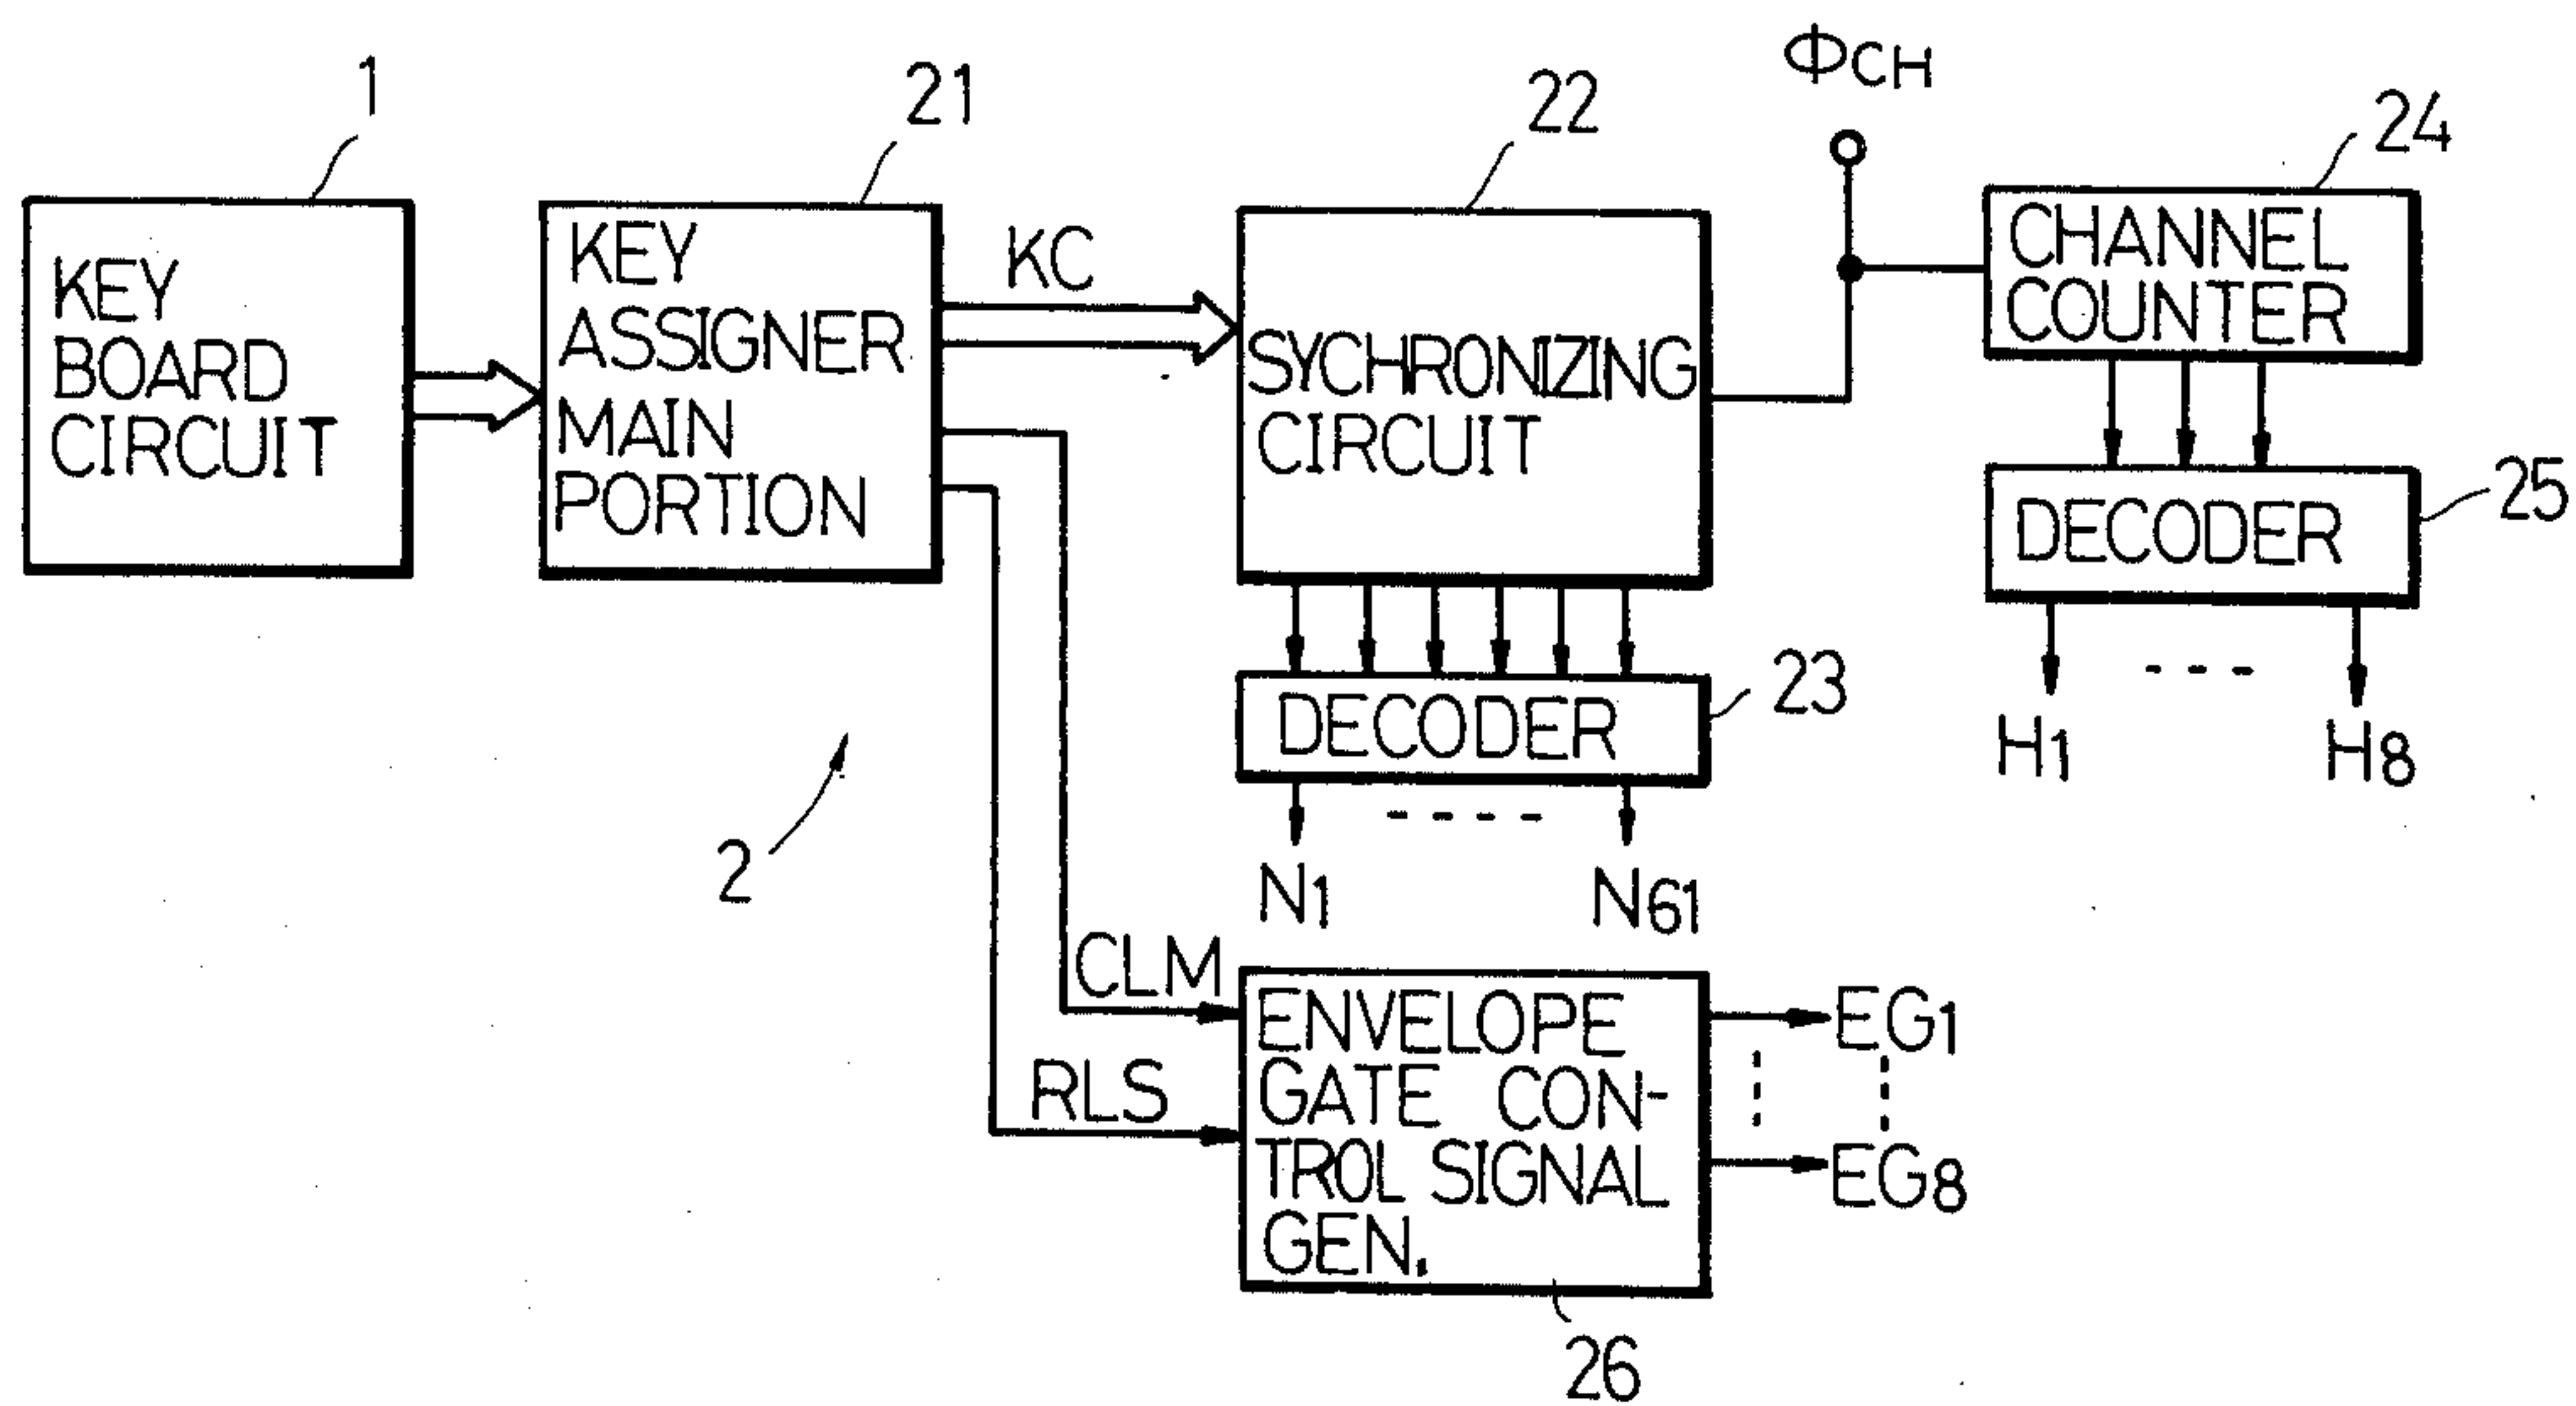 1
21
22
ΦCH
24
KEY
BOARD
CIRCUIT
KEY
ASSIGNER
MAIN
PORTION
KC
SYCHRONIZING
CIRCUIT
CHANNEL
COUNTER
DECODER
25
H1
- - -
H8
DECODER
23
N1
- - - -
N61
2
CLM
RLS
ENVELOPE
GATE CON-
TROL SIGNAL
GEN.
EG1
EG8
26